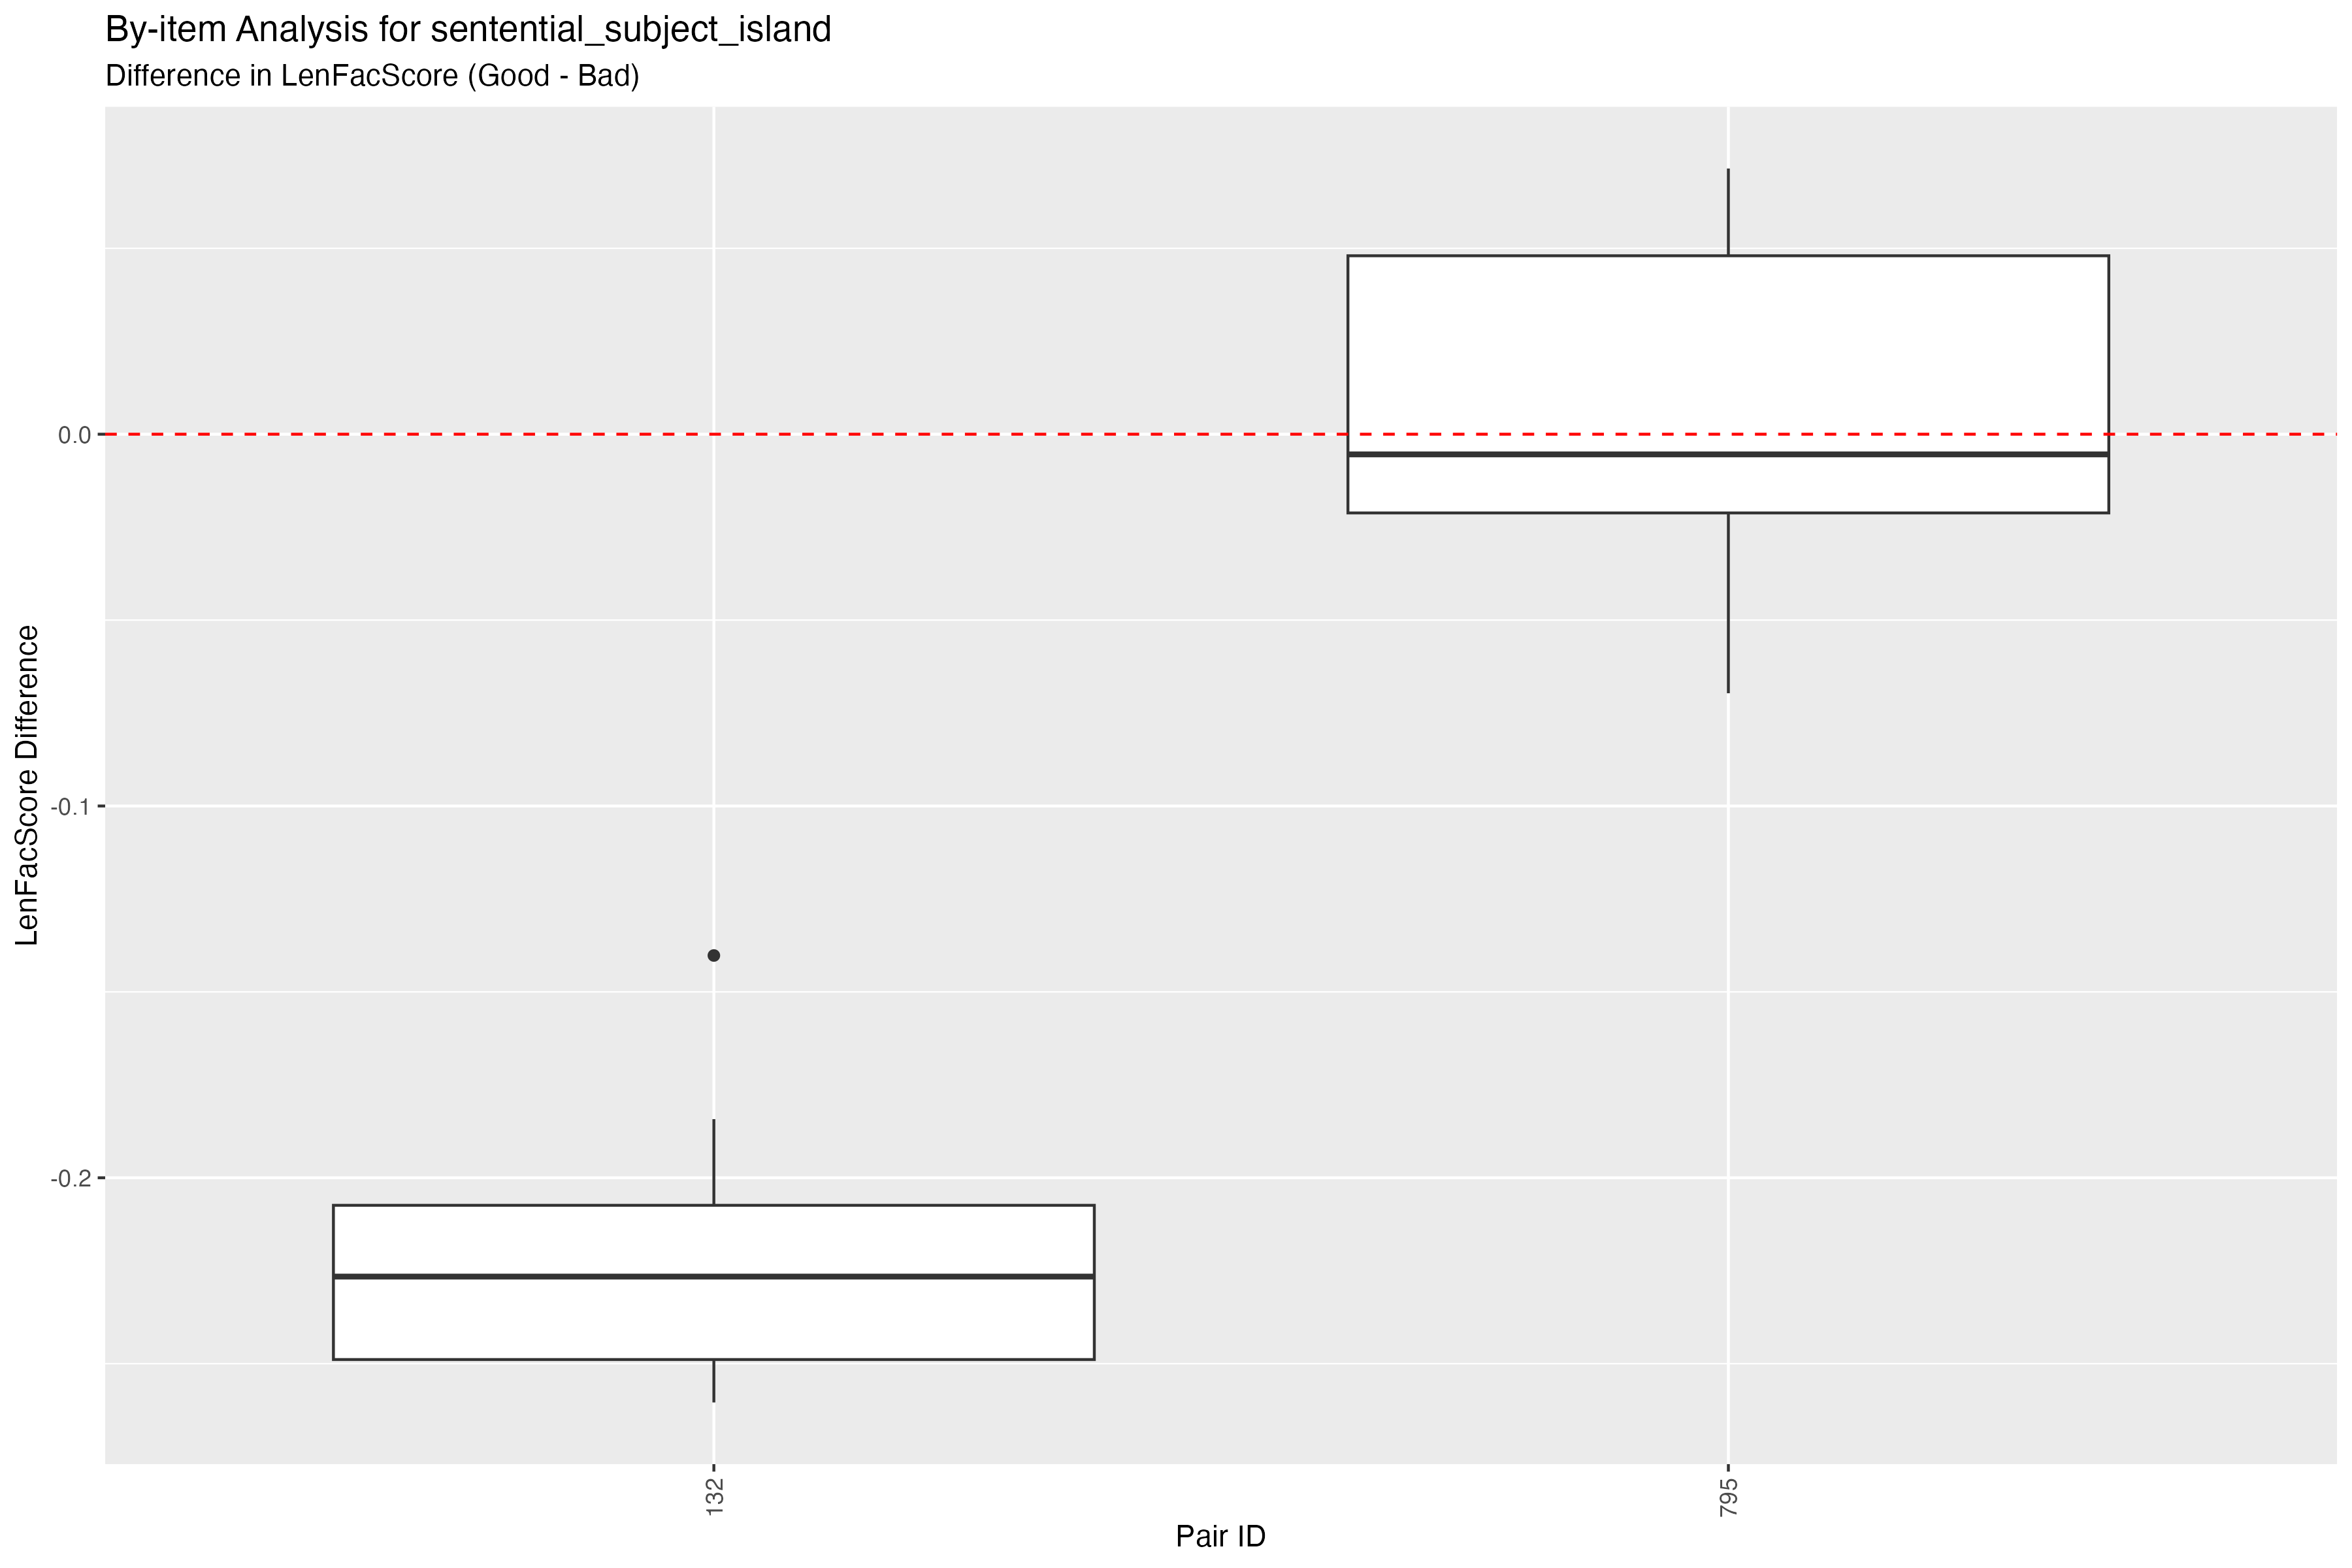 By-item Analysis for sentential_subject_island
Difference in LenFacScore (Good - Bad)
LenFacScore Difference
0.0
-0.1
-0.2
132
795
Pair ID